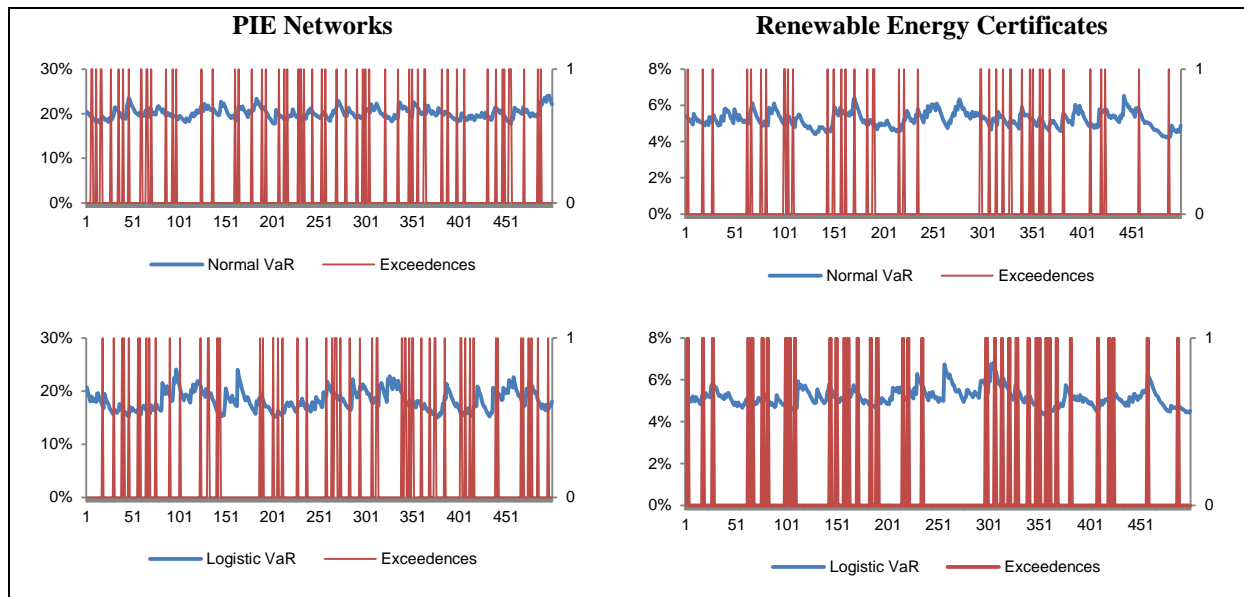 PIE Networks
Renewable Energy Certificates
30%
20%
10%
0%
1
0
1 51 101 151 201 251 301 351 401 451
Normal VaR Exceedences
8%
6%
4%
2%
0%
1
0
1 51 101 151 201 251 301 351 401 451
Normal VaR Exceedences
30%
20%
10%
0%
1
0
1 51 101 151 201 251 301 351 401 451
Logistic VaR Exceedences
8%
6%
4%
2%
0%
1
0
1 51 101 151 201 251 301 351 401 451
Logistic VaR Exceedences